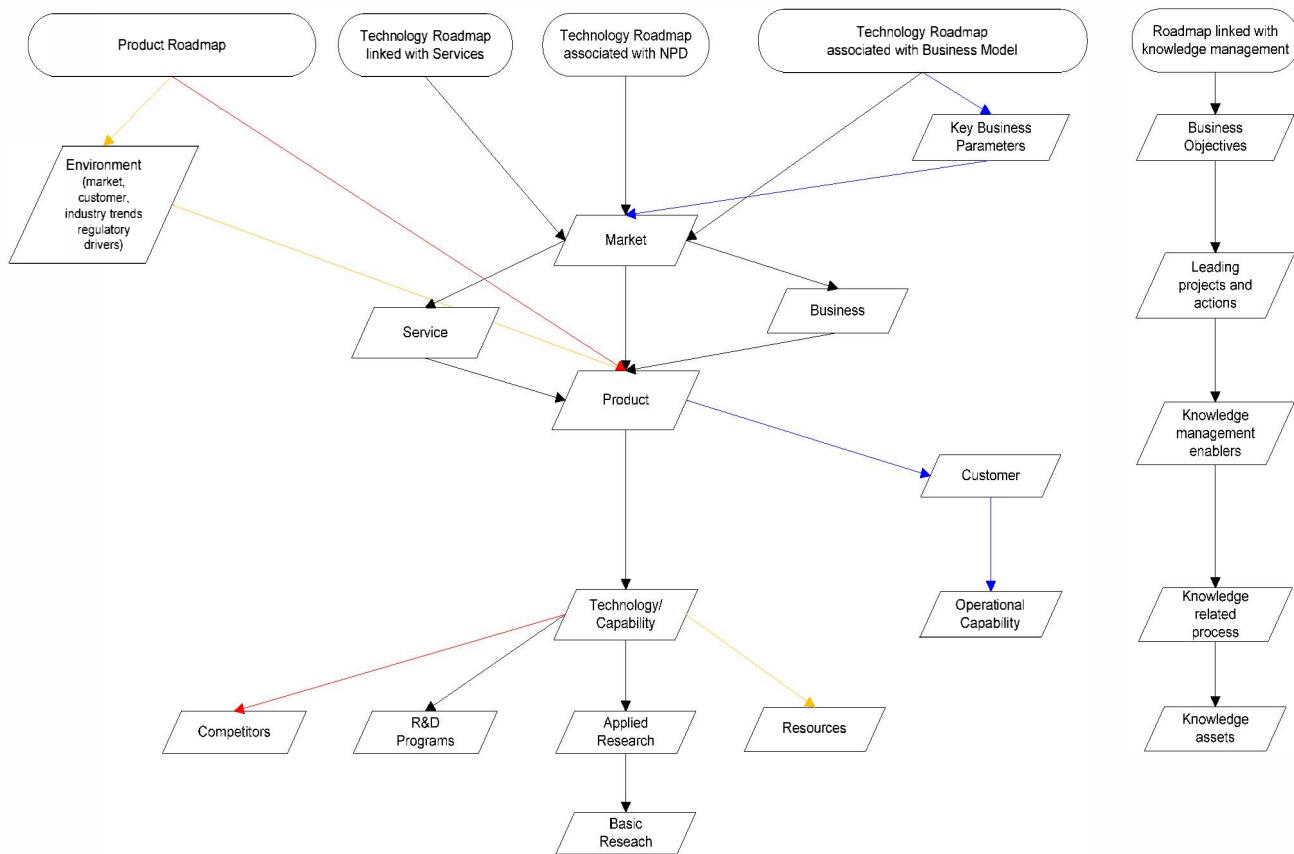 Product Roadmap
Technology Roadmap
linked with Services
Technology Roadmap
associated with NPD
Technology Roadmap
associated with Business Model
Roadmap linked with
knowledge management
Key Business
Parameters
Business
Objectives
Environment
(market,
customer,
industry trends
regulatory
drivers)
Market
Leading
projects and
actions
Service
Business
Product
Knowledge
management
enablers
Customer
Technology/
Capability
Operational
Capability
Knowledge
related
process
Competitors
R&D
Programs
Applied
Research
Resources
Knowledge
assets
Basic
Reseach